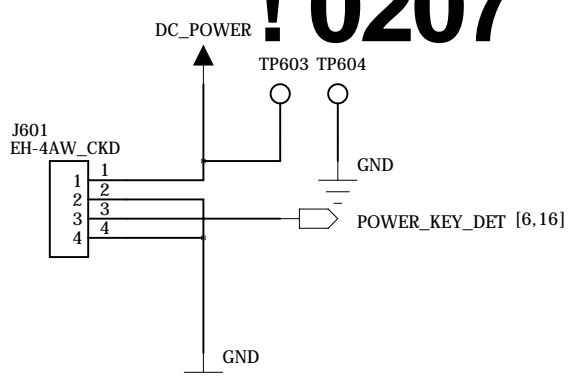 ! 0207
DC_POWER
TP603 TP604
J601
EH-4AW_CKD
GND
1 1
2 2
3 3
4 4
POWER_KEY_DET [6,16]
GND